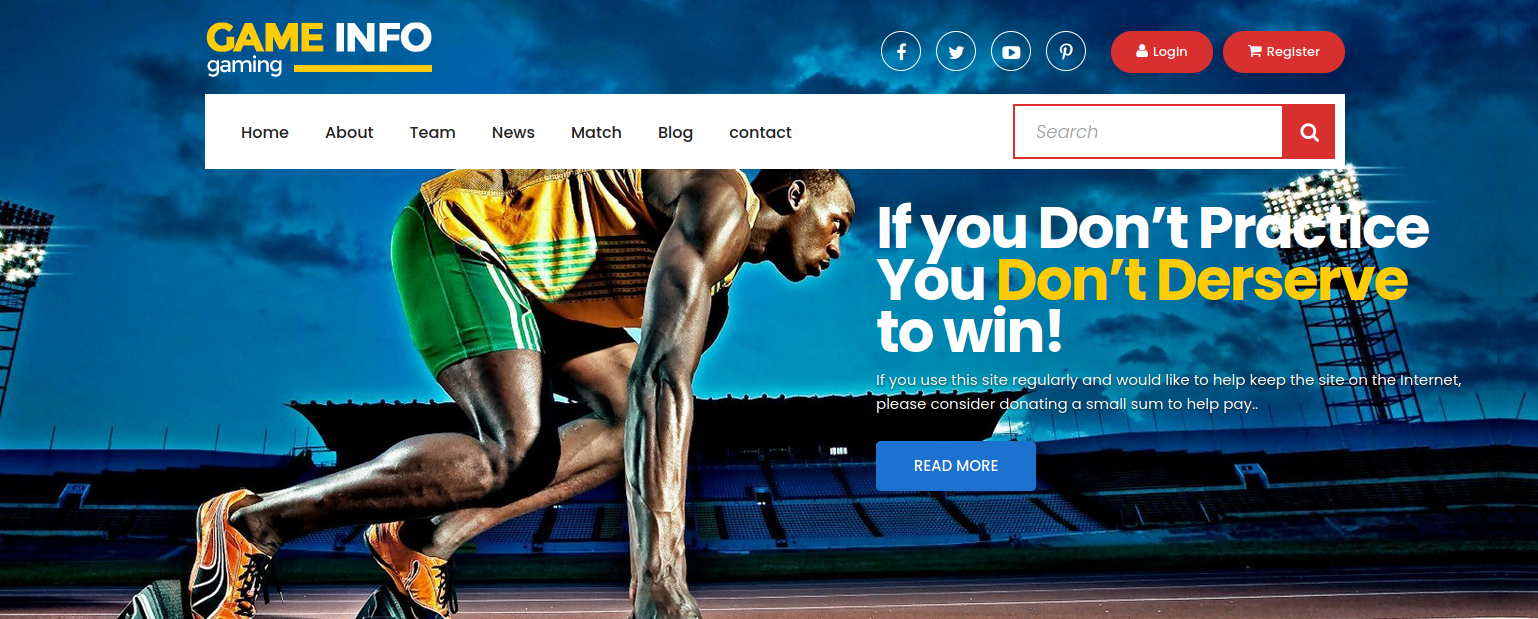 GAME INFO
gaming
Login
Register
Home About Team News Match Blog contact
Search
If you Don't Practice
You Don't Derserve
to win!
If you use this site regularly and would like to help keep the site on the Internet,
please consider donating a small sum to help pay..
READ MORE